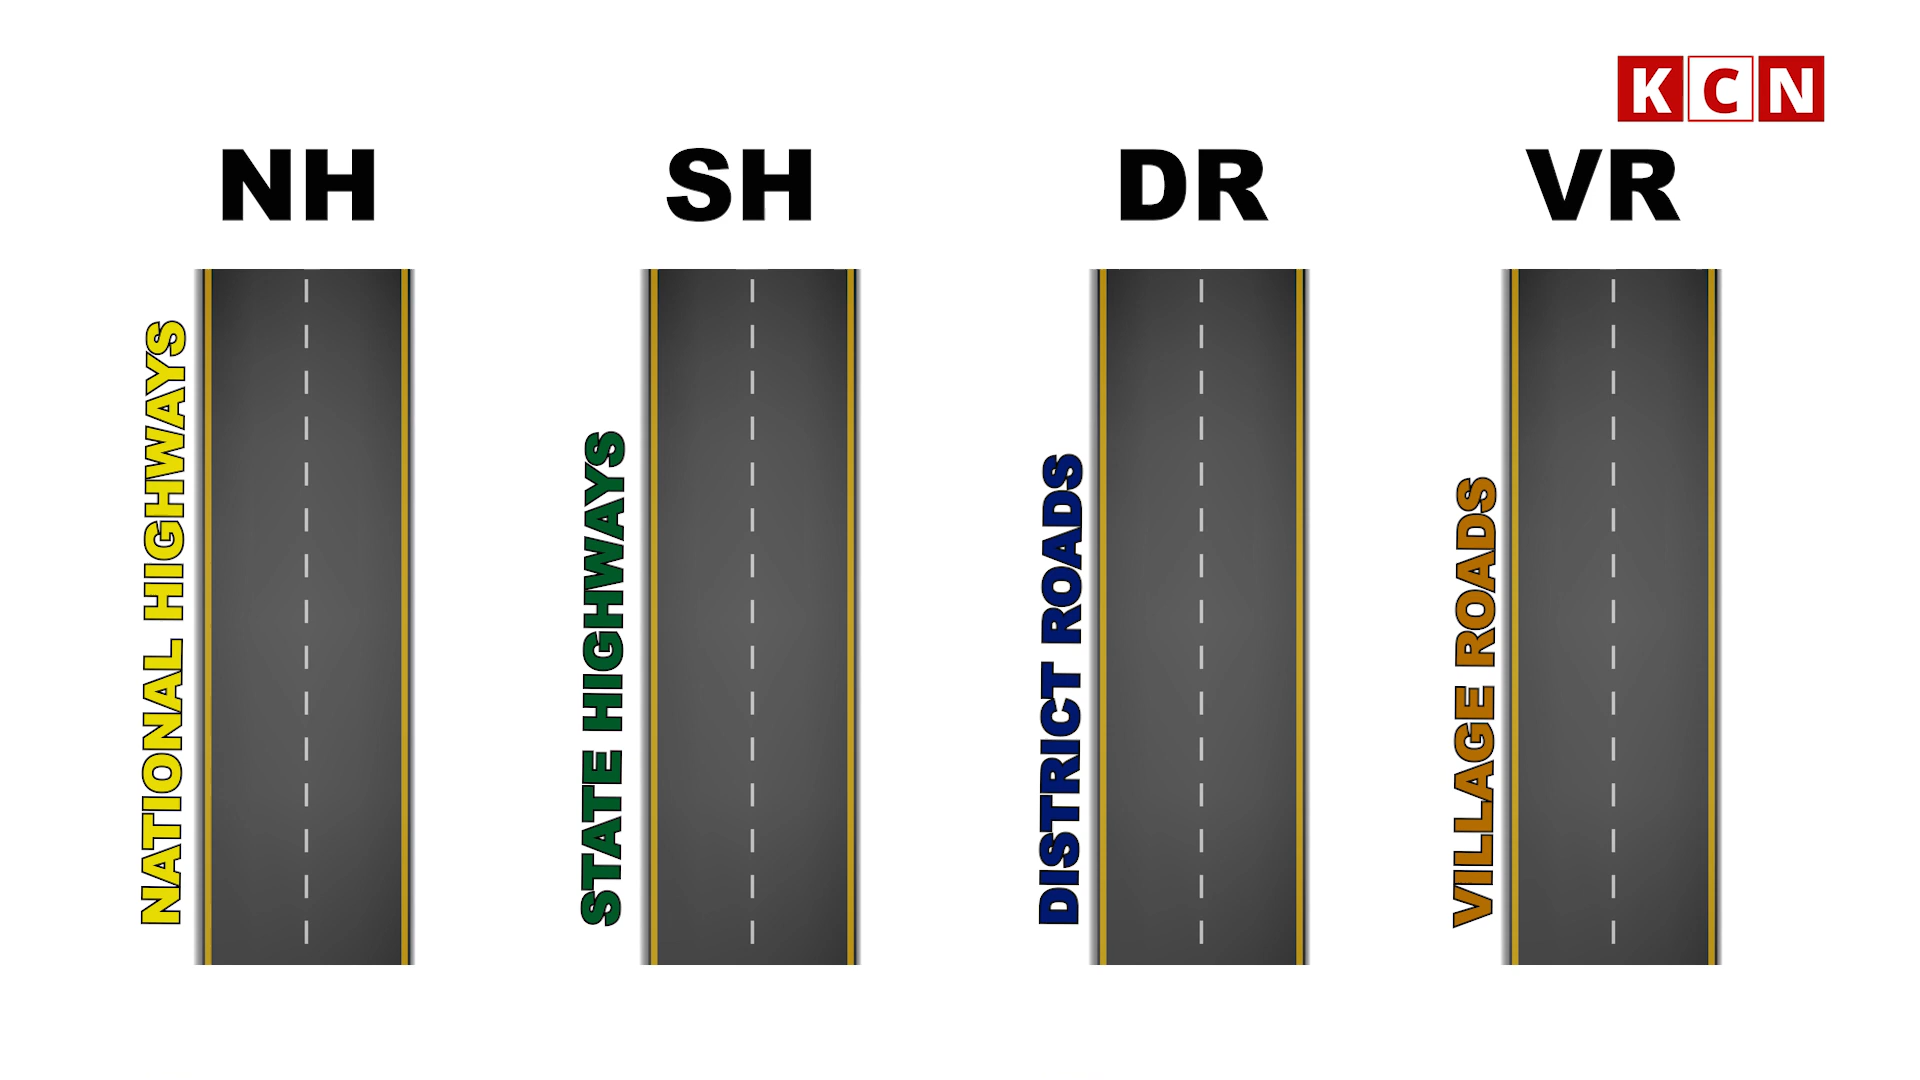 KCN
NH
SH
DR
VR
NATIONAL HIGHWAYS
STATE HIGHWAYS
DISTRICT ROADS
VILLAGE ROADS